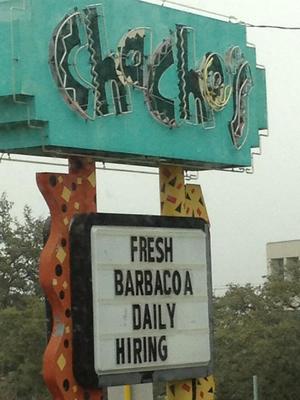 Chacho's
FRESH
BARBACOA
DAILY
HIRING